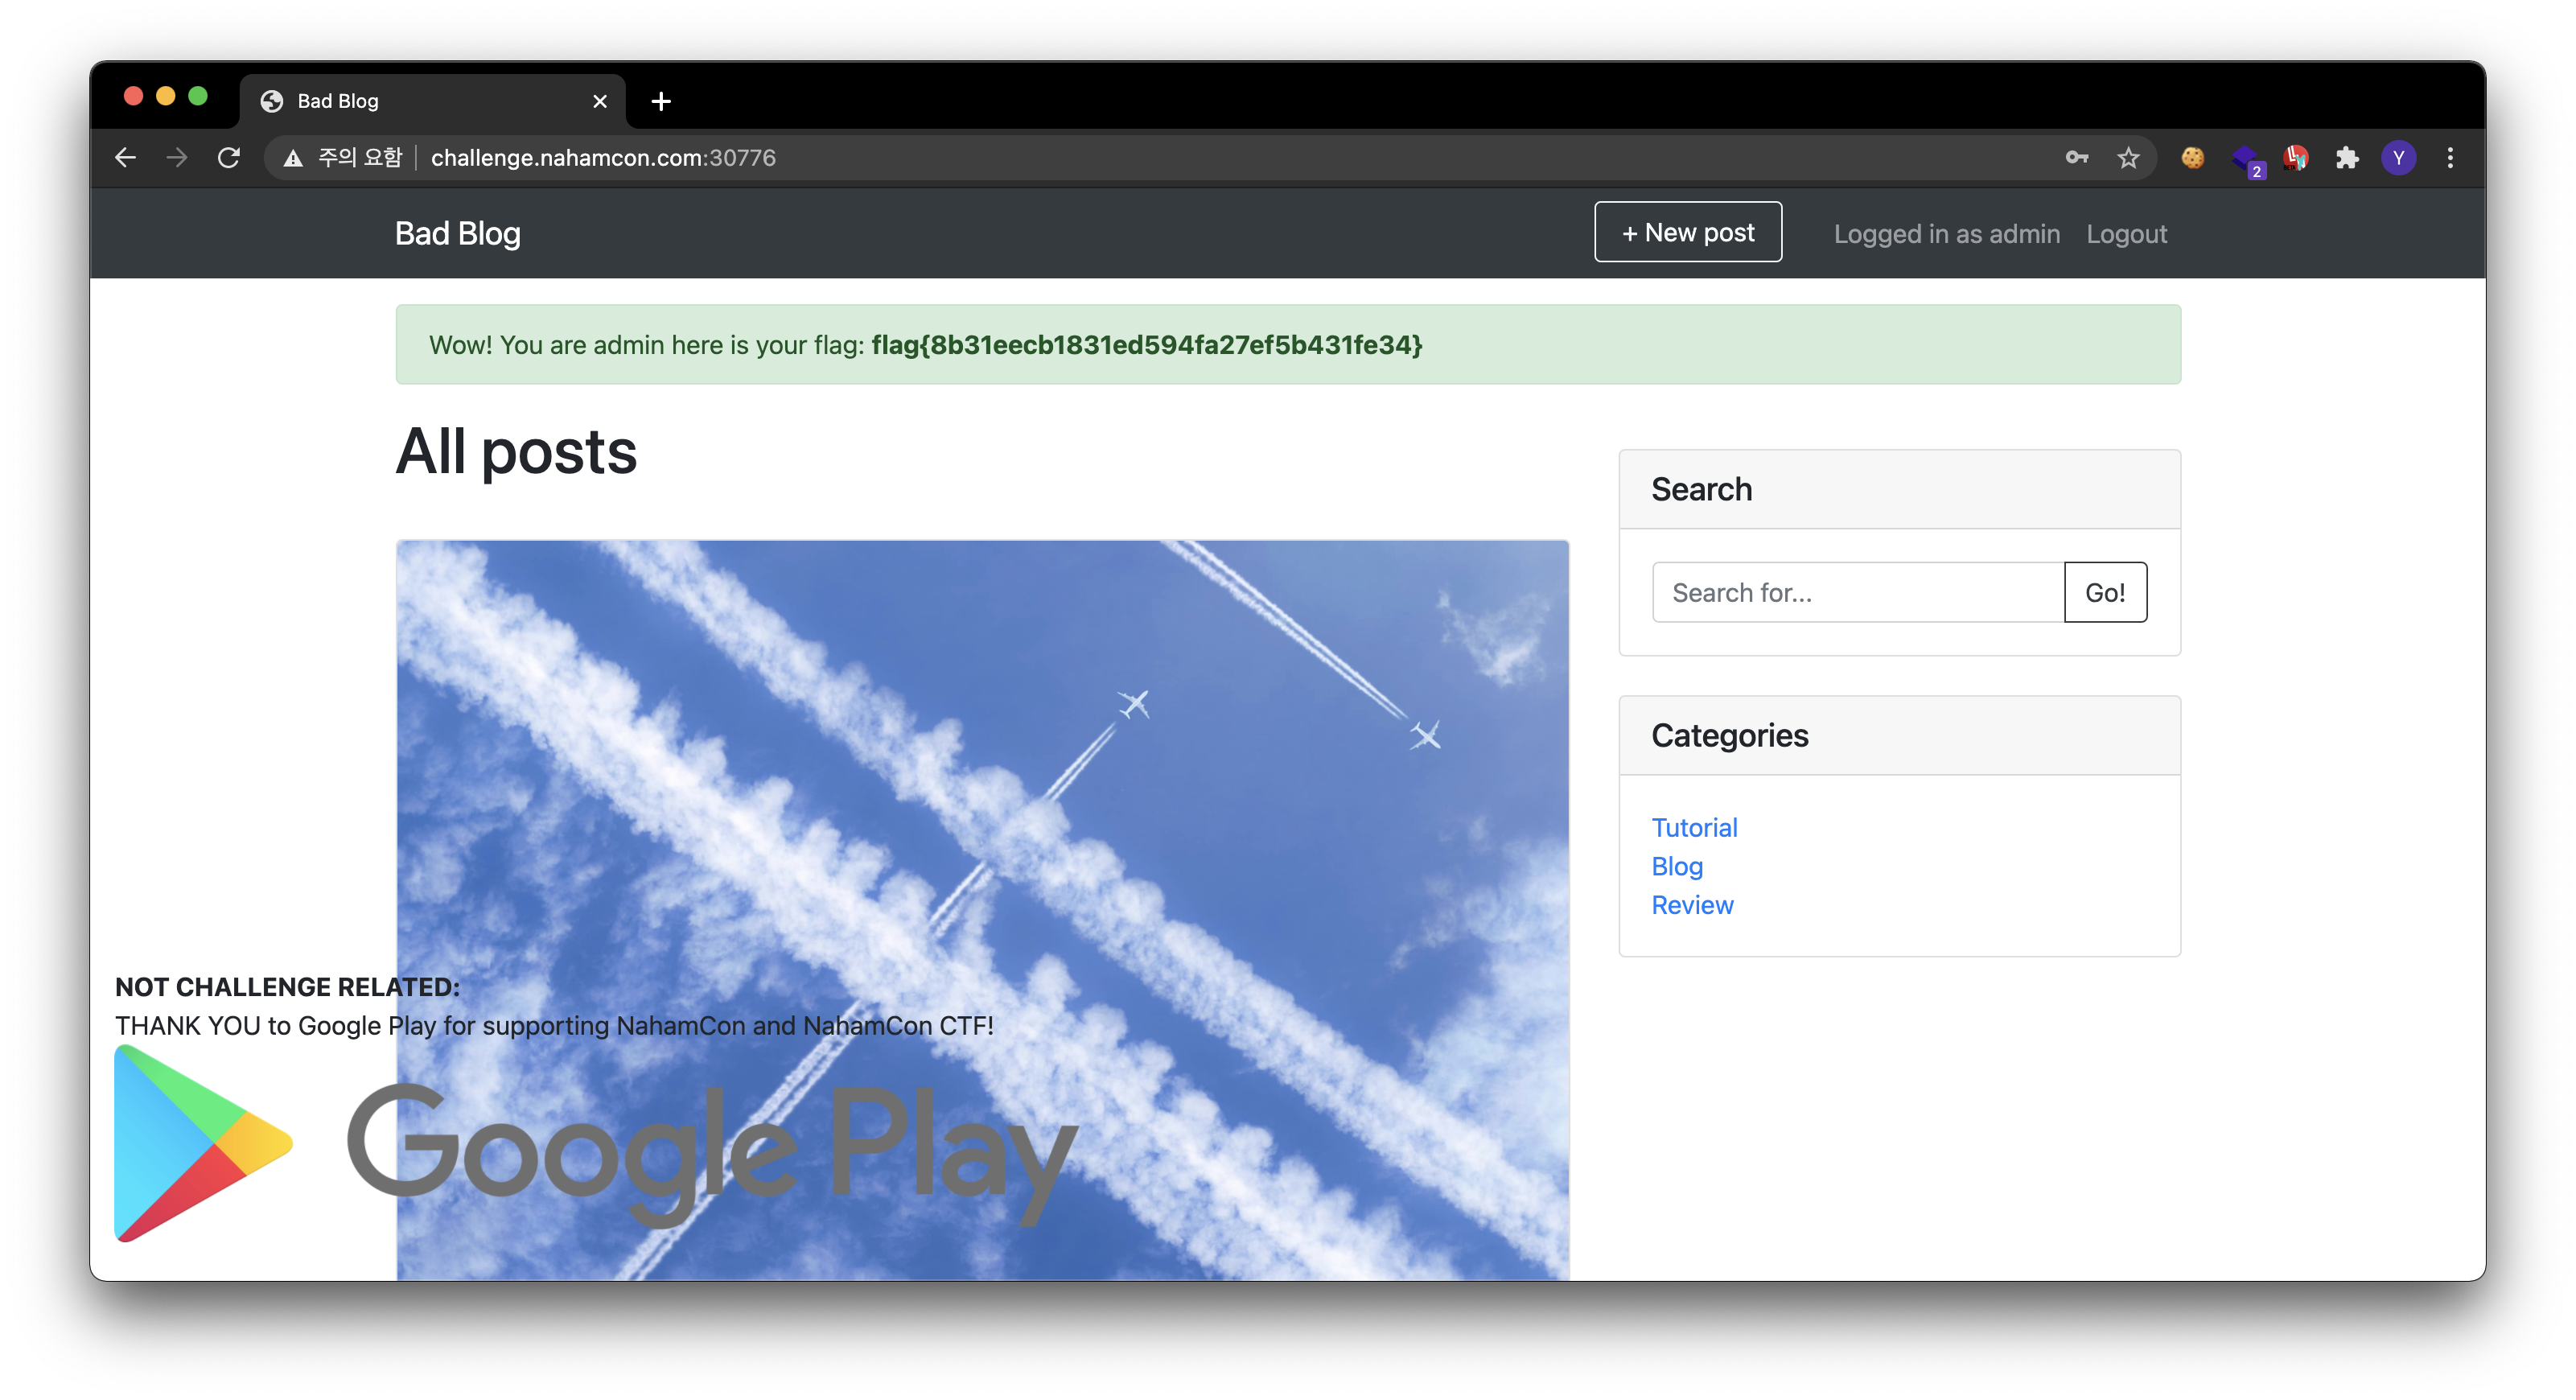 Bad Blog
주의 요함 challenge.nahamcon.com:30776
2
Y
Bad Blog
+ New post
Logged in as admin
Logout
Wow! You are admin here is your flag: flag{8b31eecb1831ed594fa27ef5b431fe34}
All posts
Search
Search for...
Go!
Categories
Tutorial
Blog
Review
NOT CHALLENGE RELATED:
THANK YOU to Google Play for supporting NahamCon and NahamCon CTF!
Google Play